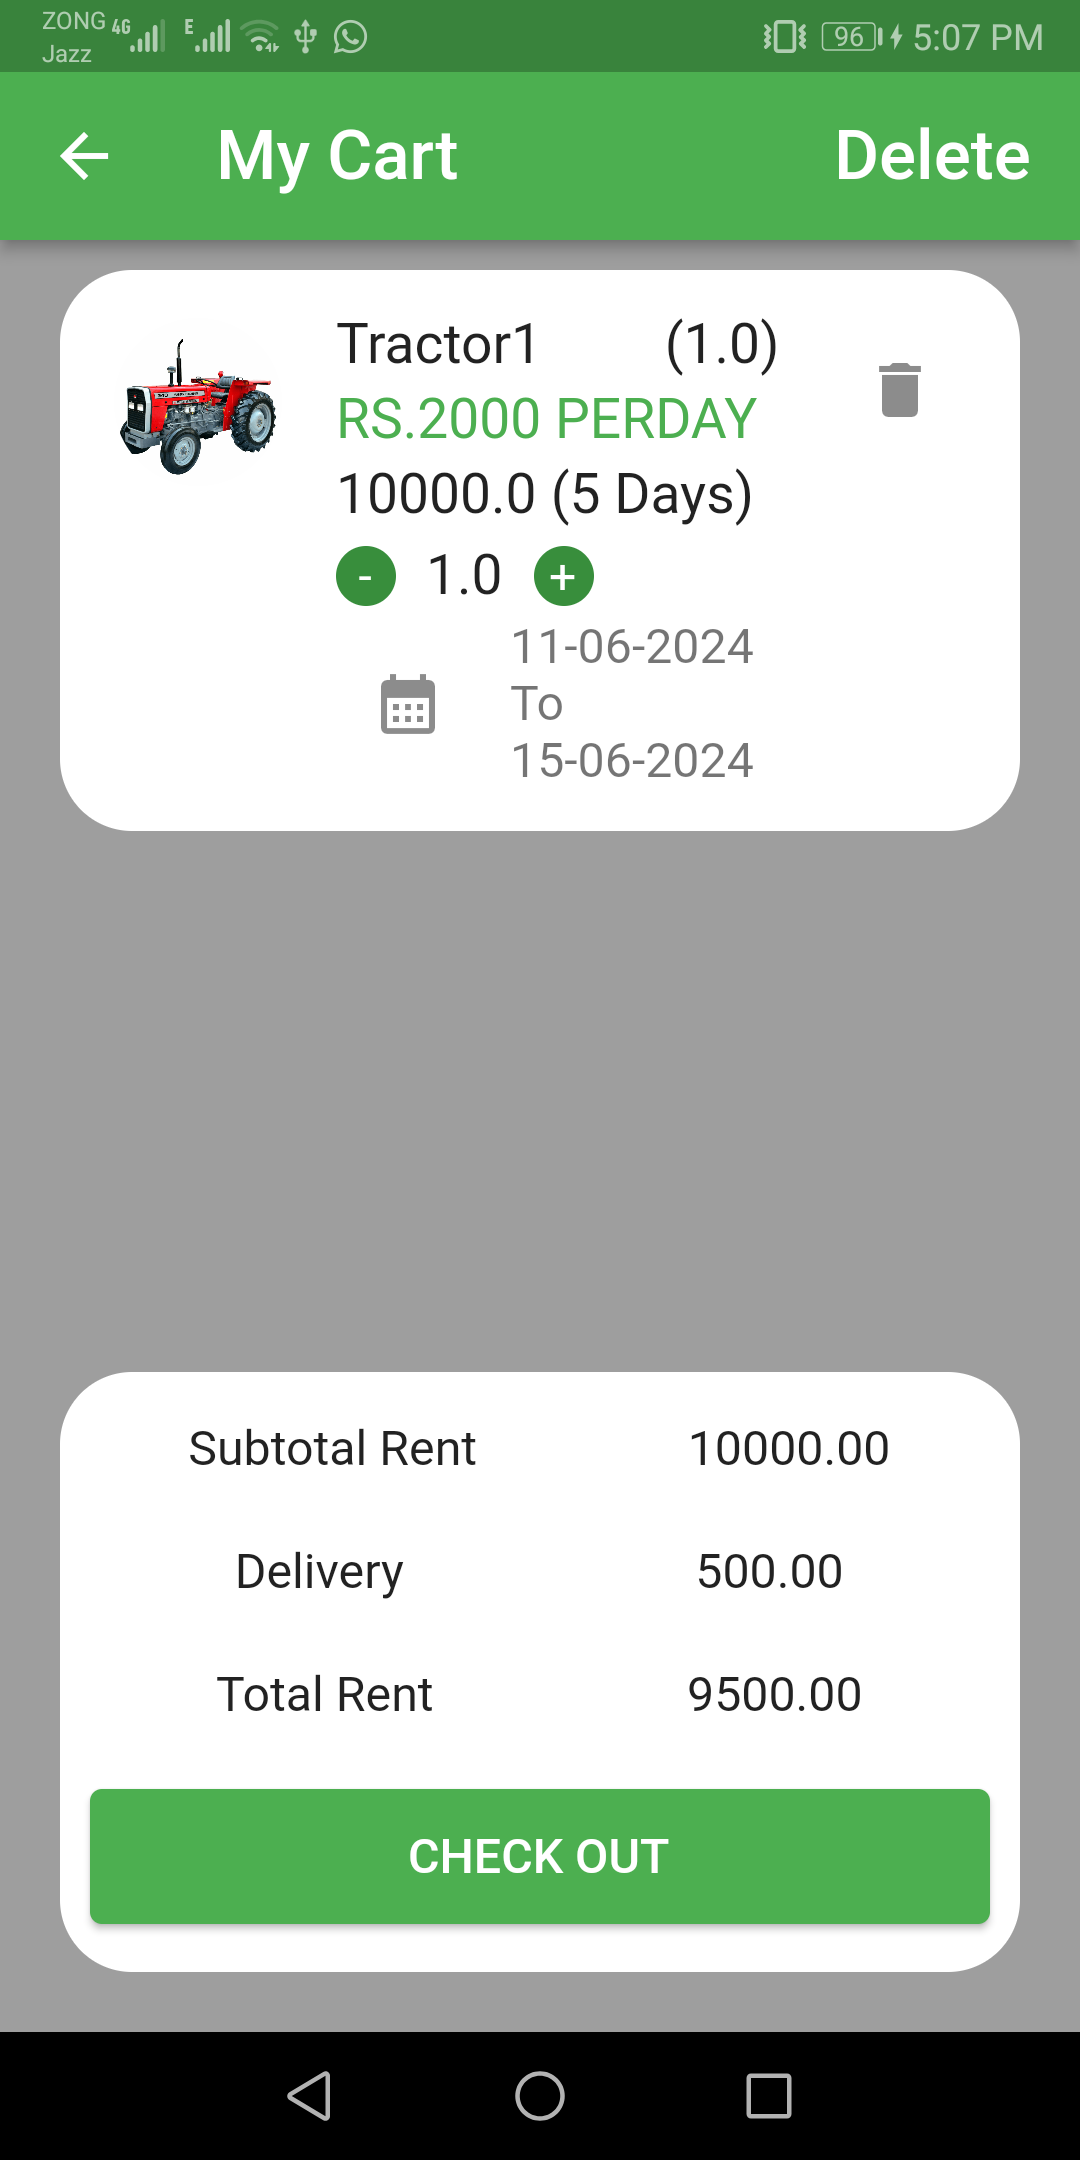 ZONG 4G E 96 5:07 PM
Jazz
My Cart Delete
Tractor1 (1.0)
RS.2000 PERDAY
10000.0 (5 Days)
- 1.0 +
11-06-2024
To
15-06-2024
Subtotal Rent 10000.00
Delivery 500.00
Total Rent 9500.00
CHECK OUT